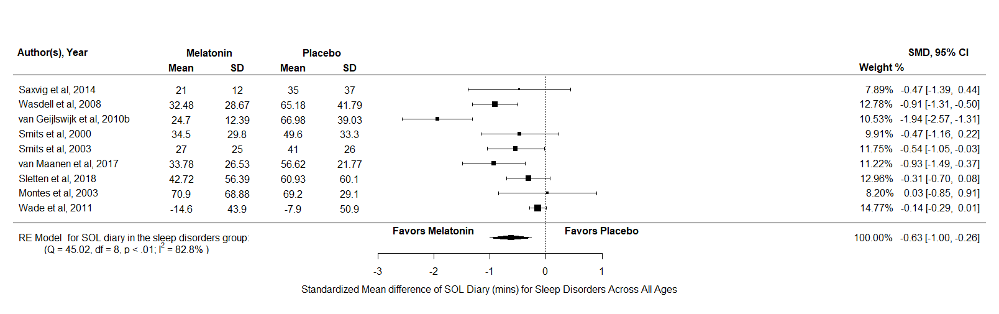 Author(s), Year Melatonin Placebo SMD, 95% CI
Mean SD Mean SD Weight %
Saxvig et al, 2014 21 12 35 37 7.89% -0.47 [-1.39, 0.44]
Wasdell et al, 2008 32.48 28.67 65.18 41.79 12.78% -0.91 [-1.31, -0.50]
van Geijlswijk et al, 2010b 24.7 12.39 66.98 39.03 10.53% -1.94 [-2.57, -1.31]
Smits et al, 2000 34.5 29.8 49.6 33.3 9.91% -0.47 [-1.16, 0.22]
Smits et al, 2003 27 25 41 26 11.75% -0.54 [-1.05, -0.03]
van Maanen et al, 2017 33.78 26.53 56.62 21.77 11.22% -0.93 [-1.49, -0.37]
Sletten et al, 2018 42.72 56.39 60.93 60.1 12.96% -0.31 [-0.70, 0.08]
Montes et al, 2003 70.9 68.88 69.2 29.1 8.20% 0.03 [-0.85, 0.91]
Wade et al, 2011 -14.6 43.9 -7.9 50.9 14.77% -0.14 [-0.29, 0.01]
Favors Melatonin Favors Placebo
RE Model for SOL diary in the sleep disorders group: 100.00% -0.63 [-1.00, -0.26]
(Q = 45.02, df = 8, p < .01; I² = 82.8% )
-3 -2 -1 0 1
Standardized Mean difference of SOL Diary (mins) for Sleep Disorders Across All Ages